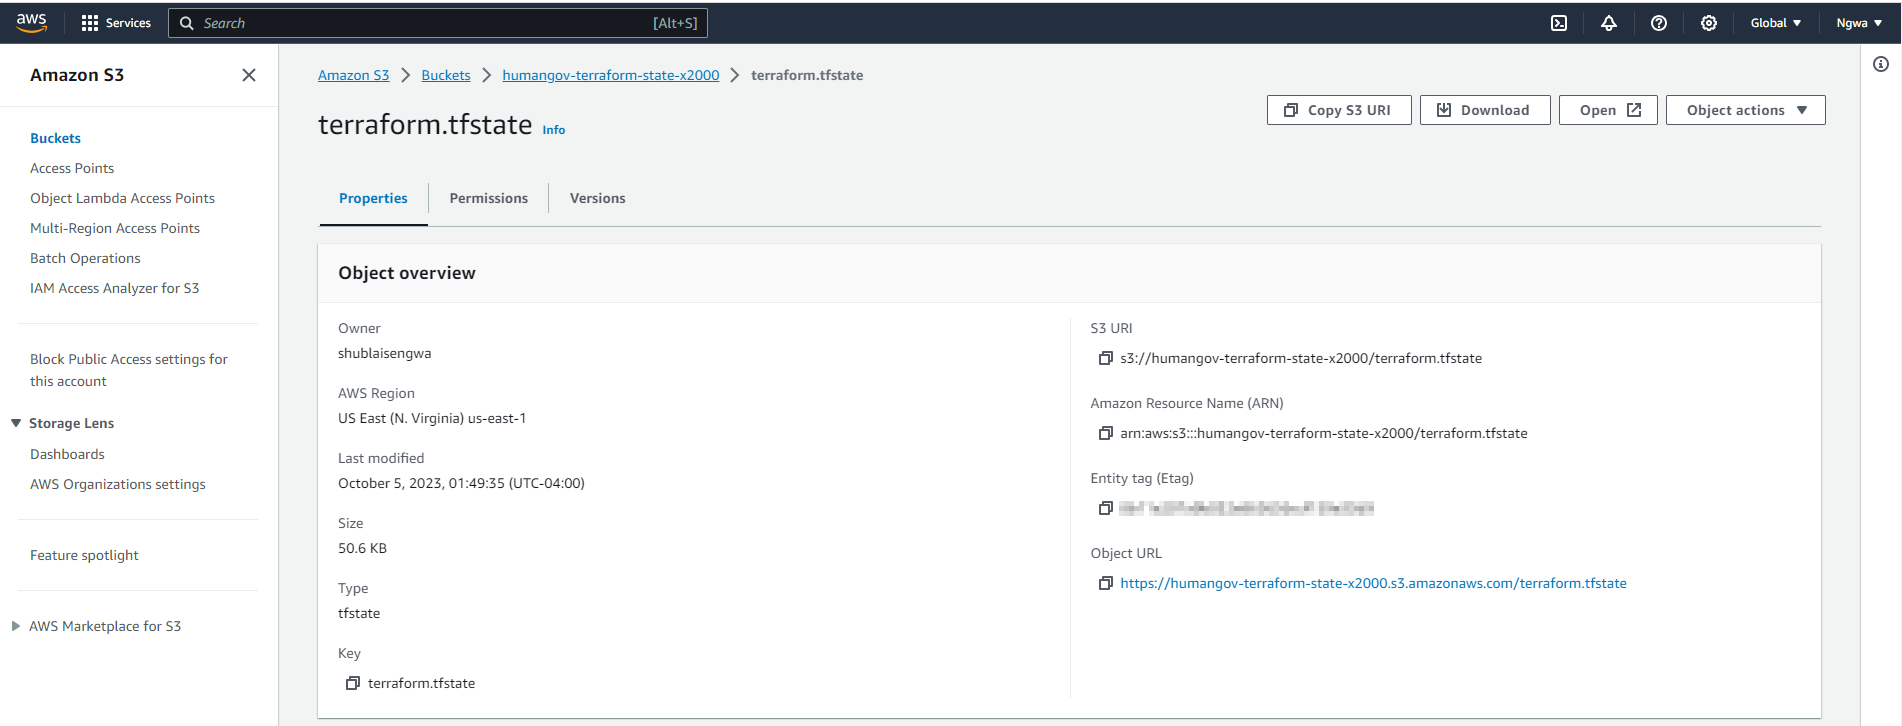 aws Services Search [Alt+S] Global Ngwa
Amazon S3
Buckets
Access Points
Object Lambda Access Points
Multi-Region Access Points
Batch Operations
IAM Access Analyzer for S3
Block Public Access settings for
this account
Storage Lens
Dashboards
AWS Organizations settings
Feature spotlight
AWS Marketplace for S3
Amazon S3 Buckets humangov-terraform-state-x2000 terraform.tfstate
terraform.tfstate Info
Copy S3 URI Download Open Object actions
Properties Permissions Versions
Object overview
Owner
shublaisengwa
AWS Region
US East (N. Virginia) us-east-1
Last modified
October 5, 2023, 01:49:35 (UTC-04:00)
Size
50.6 KB
Type
tfstate
Key
terraform.tfstate
S3 URI
s3://humangov-terraform-state-x2000/terraform.tfstate
Amazon Resource Name (ARN)
arn:aws:s3:::humangov-terraform-state-x2000/terraform.tfstate
Entity tag (Etag)
Object URL
https://humangov-terraform-state-x2000.s3.amazonaws.com/terraform.tfstate